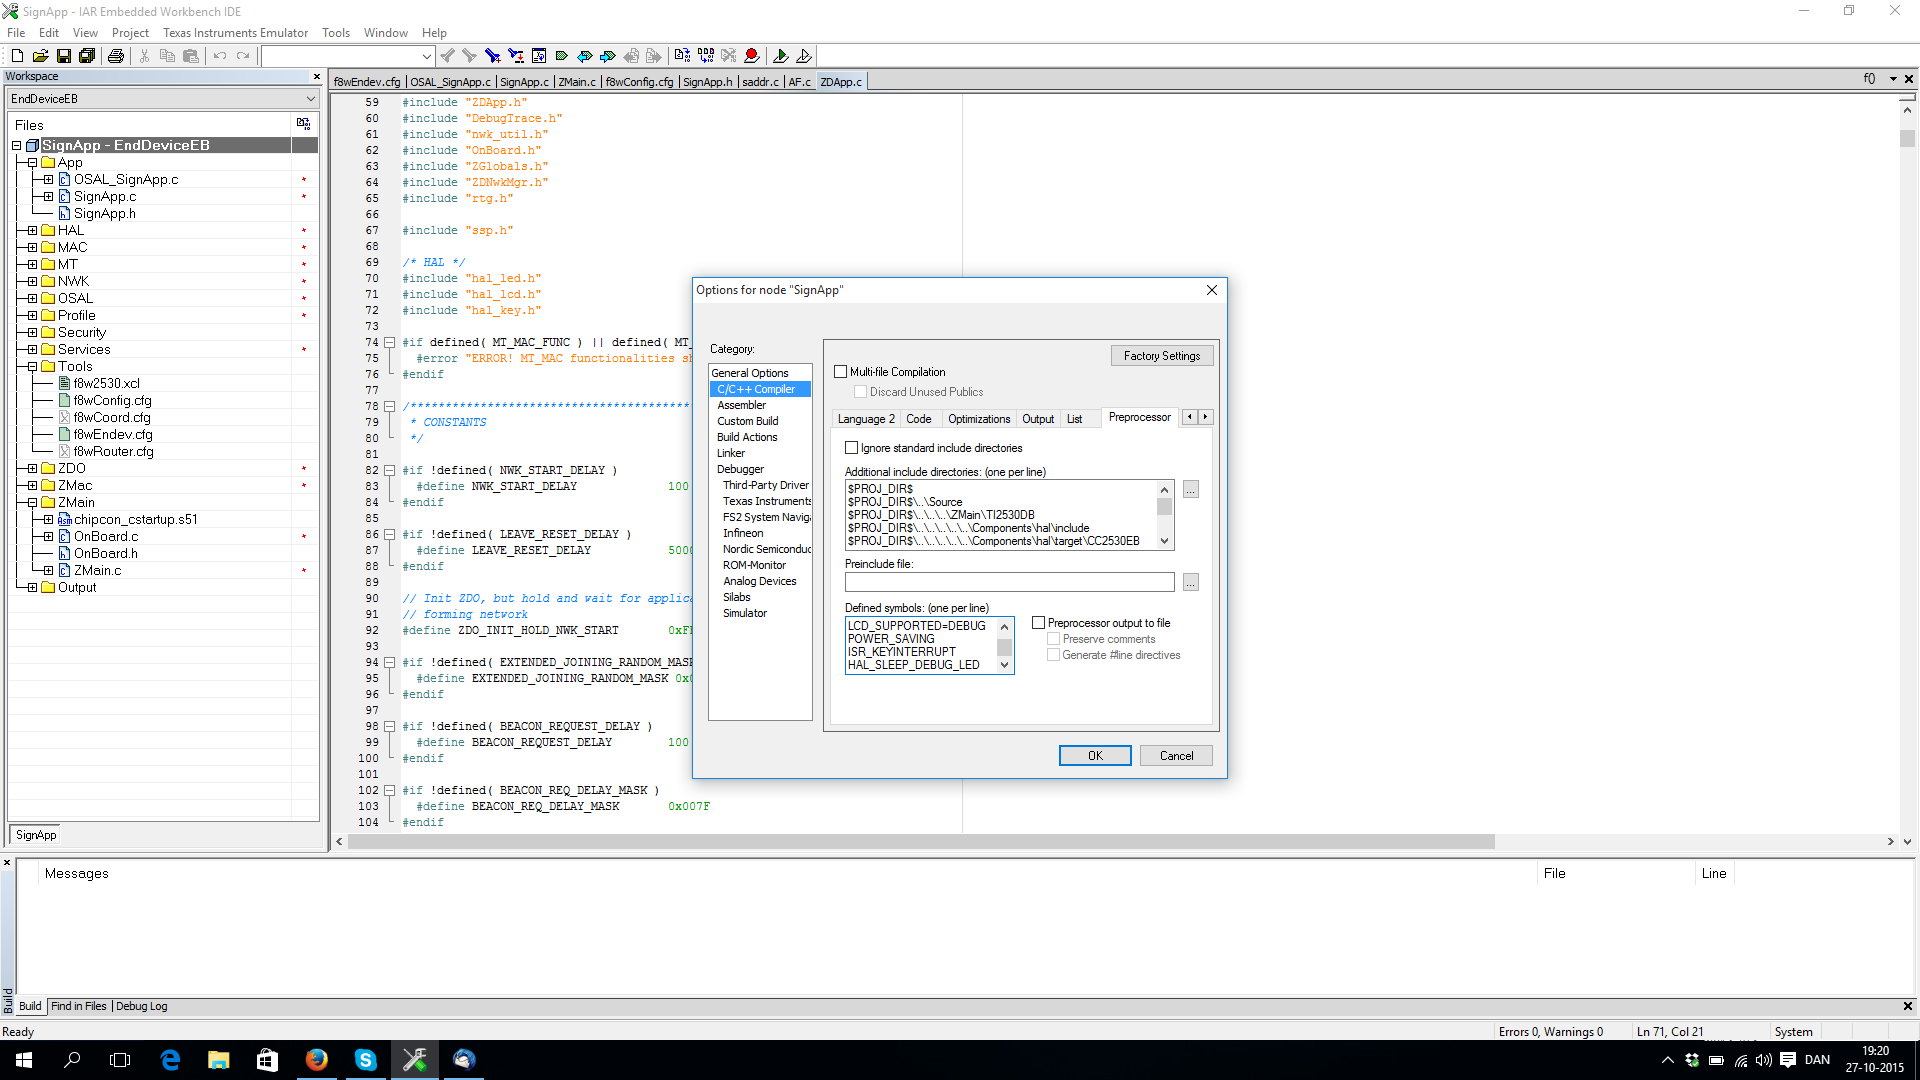 SignApp - IAR Embedded Workbench IDE
File Edit View Project Texas Instruments Emulator Tools Window Help
Workspace
EndDeviceEB
Files
SignApp - EndDeviceEB
App
OSAL_SignApp.c
SignApp.c
SignApp.h
HAL
MAC
MT
NWK
OSAL
Profile
Security
Services
Tools
f8w2530.xcl
f8wConfig.cfg
f8wCoord.cfg
f8wEndev.cfg
f8wRouter.cfg
ZDO
ZMac
ZMain
chipcon_cstartup.s51
OnBoard.c
OnBoard.h
ZMain.c
Output
SignApp
f8wEndev.cfg OSAL_SignApp.c SignApp.c ZMain.c f8wConfig.cfg SignApp.h saddr.c AF.c ZDApp.c f()
59 #include "ZDApp.h"
60 #include "DebugTrace.h"
61 #include "nwk_util.h"
62 #include "OnBoard.h"
63 #include "ZGlobals.h"
64 #include "ZDNwkMgr.h"
65 #include "rtg.h"
66
67 #include "ssp.h"
68
69 /* HAL */
70 #include "hal_led.h"
71 #include "hal_lcd.h"
72 #include "hal_key.h"
73
74 #if defined( MT_MAC_FUNC ) || defined( MT_
75 #error "ERROR! MT_MAC functionalities sh
76 #endif
77
78 /****************************************
79 * CONSTANTS
80 */
81
82 #if !defined( NWK_START_DELAY )
83 #define NWK_START_DELAY 100
84 #endif
85
86 #if !defined( LEAVE_RESET_DELAY )
87 #define LEAVE_RESET_DELAY 5000
88 #endif
89
90 // Init ZDO, but hold and wait for applica
91 // forming network
92 #define ZDO_INIT_HOLD_NWK_START
93
94 #if !defined( EXTENDED_JOINING_RANDOM_MASK
95 #define EXTENDED_JOINING_RANDOM_MASK
96 #endif
97
98 #if !defined( BEACON_REQUEST_DELAY )
99 #define BEACON_REQUEST_DELAY 100
100 #endif
101
102 #if !defined( BEACON_REQ_DELAY_MASK )
103 #define BEACON_REQ_DELAY_MASK 0x007F
104 #endif
Options for node "SignApp"
Category:
General Options
C/C++ Compiler
Assembler
Custom Build
Build Actions
Linker
Debugger
Third-Party Driver
Texas Instruments
FS2 System Naviga
Infineon
Nordic Semiconduc
ROM-Monitor
Analog Devices
Silabs
Simulator
Factory Settings
Multi-file Compilation
Discard Unused Publics
Language 2 Code Optimizations Output List Preprocessor
Ignore standard include directories
Additional include directories: (one per line)
$PROJ_DIR$
$PROJ_DIR$\..\Source
$PROJ_DIR$\..\..\..\ZMain\TI2530DB
$PROJ_DIR$\..\..\..\..\..\Components\hal\include
$PROJ_DIR$\..\..\..\..\..\Components\hal\target\CC2530EB
...
Preinclude file:
...
Defined symbols: (one per line)
LCD_SUPPORTED=DEBUG
POWER_SAVING
ISR_KEYINTERRUPT
HAL_SLEEP_DEBUG_LED
Preprocessor output to file
Preserve comments
Generate #line directives
OK Cancel
Messages File Line
Build
Build Find in Files Debug Log
Ready Errors 0, Warnings 0 Ln 71, Col 21 System
DAN
19:20
27-10-2015